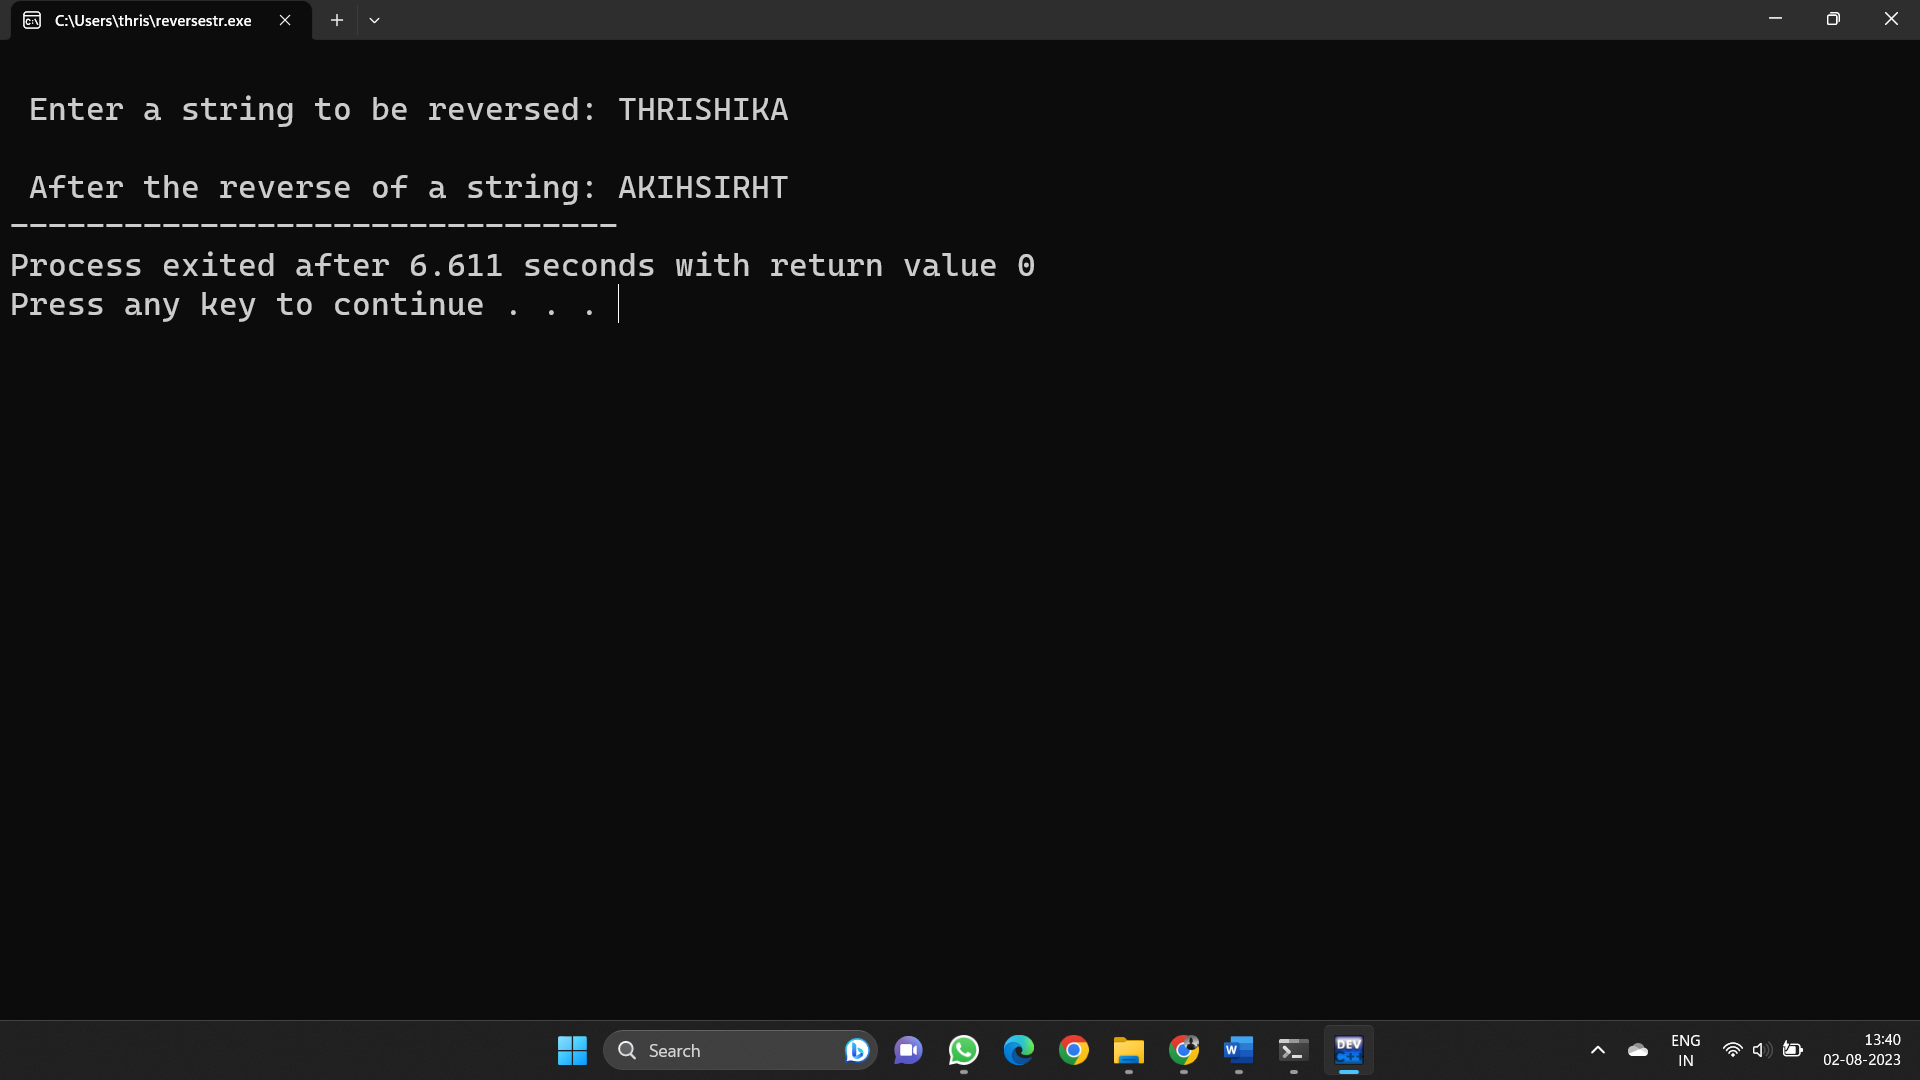 C:\Users\thris\reversestr.exe
Enter a string to be reversed: THRISHIKA
After the reverse of a string: AKIHSIRHT
--------------------------------
Process exited after 6.611 seconds with return value 0
Press any key to continue . . .
Search
W
DEV
C++
ENG
IN
13:40
02-08-2023